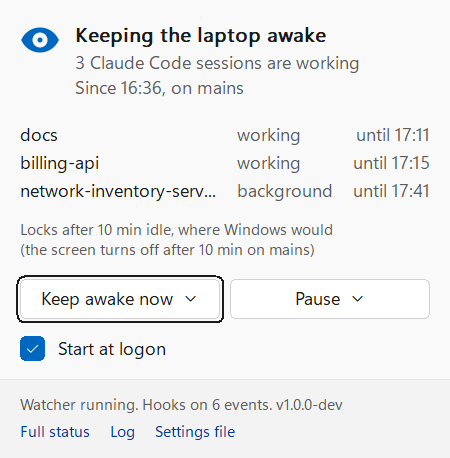 Keeping the laptop awake
3 Claude Code sessions are working
Since 16:36, on mains
docs working until 17:11
billing-api working until 17:15
network-inventory-serv... background until 17:41
Locks after 10 min idle, where Windows would
(the screen turns off after 10 min on mains)
Keep awake now Pause
Start at logon
Watcher running. Hooks on 6 events. v1.0.0-dev
Full status Log Settings file